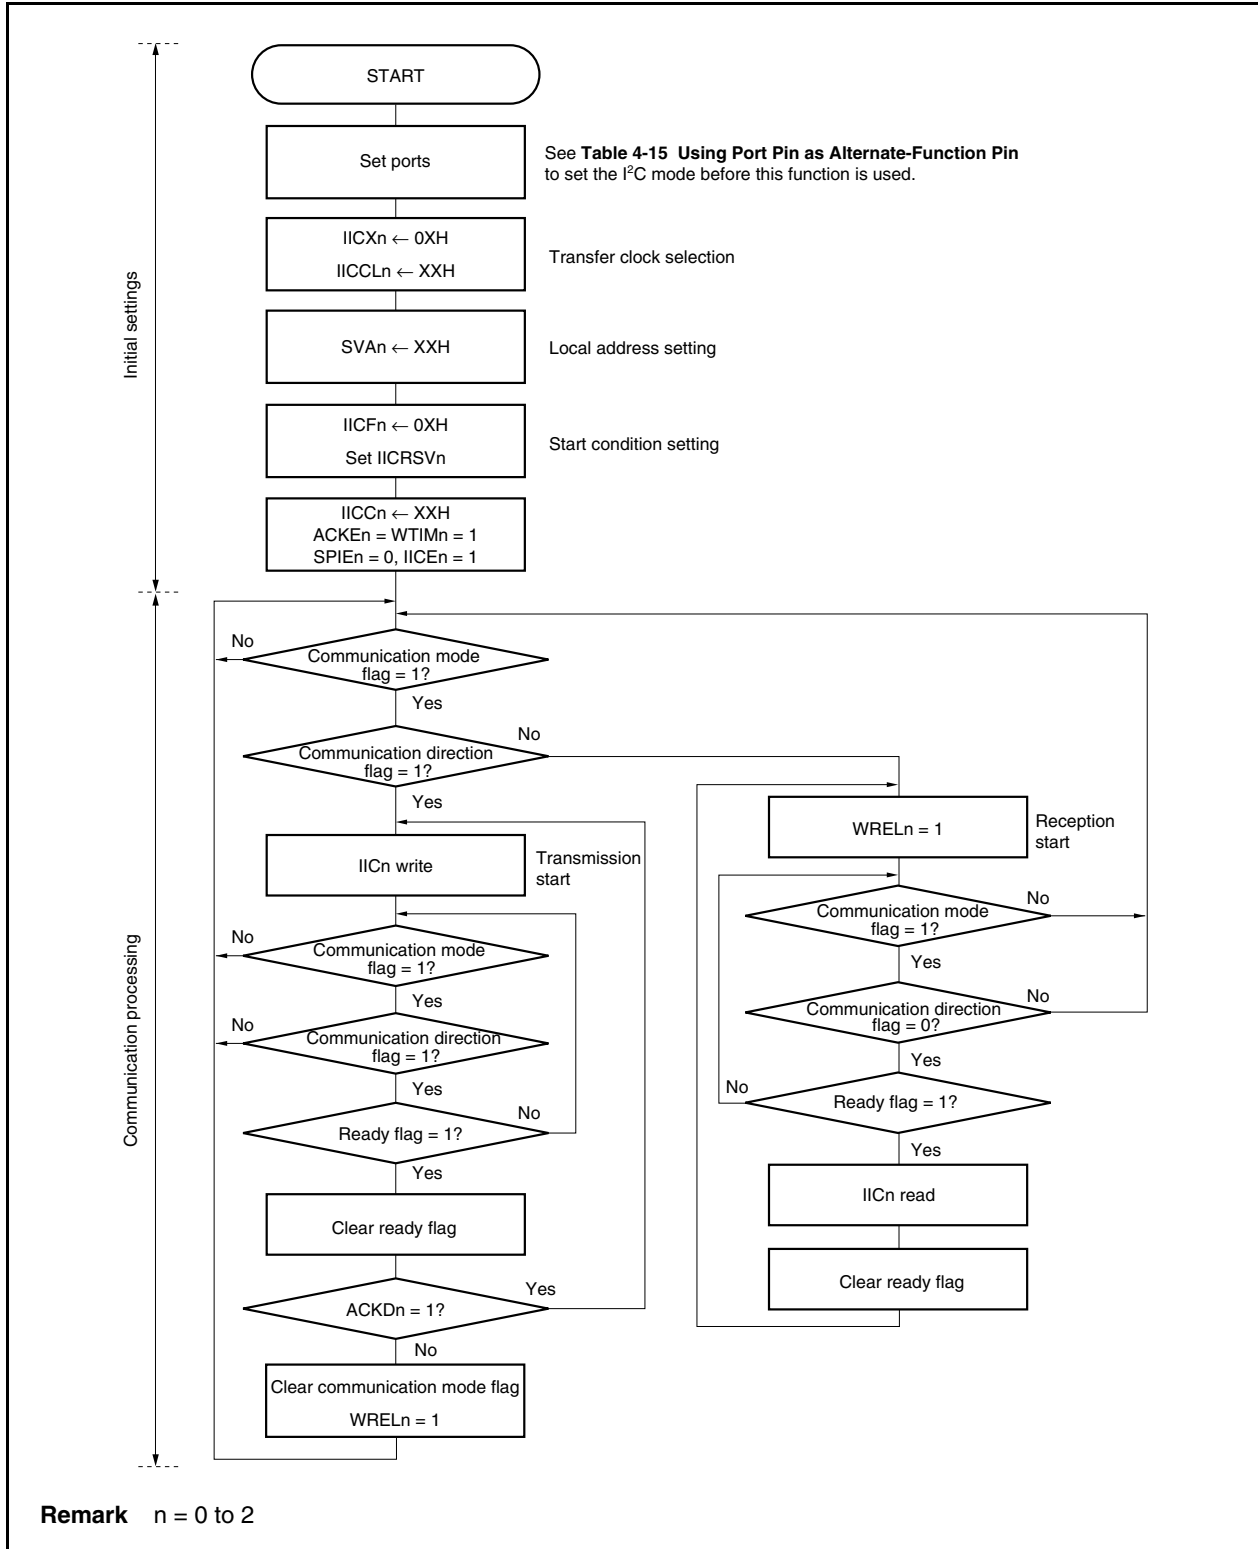 START
Set ports
See Table 4-15 Using Port Pin as Alternate-Function Pin
to set the I²C mode before this function is used.
IICXn ← 0XH
IICCLn ← XXH
Transfer clock selection
Initial settings
SVAn ← XXH
Local address setting
IICFn ← 0XH
Set IICRSVn
Start condition setting
IICCn ← XXH
ACKEn = WTIMn = 1
SPIEn = 0, IICEn = 1
No
Communication mode
flag = 1?
Yes
No
Communication direction
flag = 1?
Yes
IICn write
Transmission
start
No
Communication mode
flag = 1?
Yes
No
Communication direction
flag = 1?
Yes
No
Ready flag = 1?
Yes
Clear ready flag
Yes
ACKDn = 1?
No
Clear communication mode flag
WRELn = 1
Communication processing
WRELn = 1
Reception
start
No
Communication mode
flag = 1?
Yes
No
Communication direction
flag = 0?
Yes
No
Ready flag = 1?
Yes
IICn read
Clear ready flag
Remark n = 0 to 2